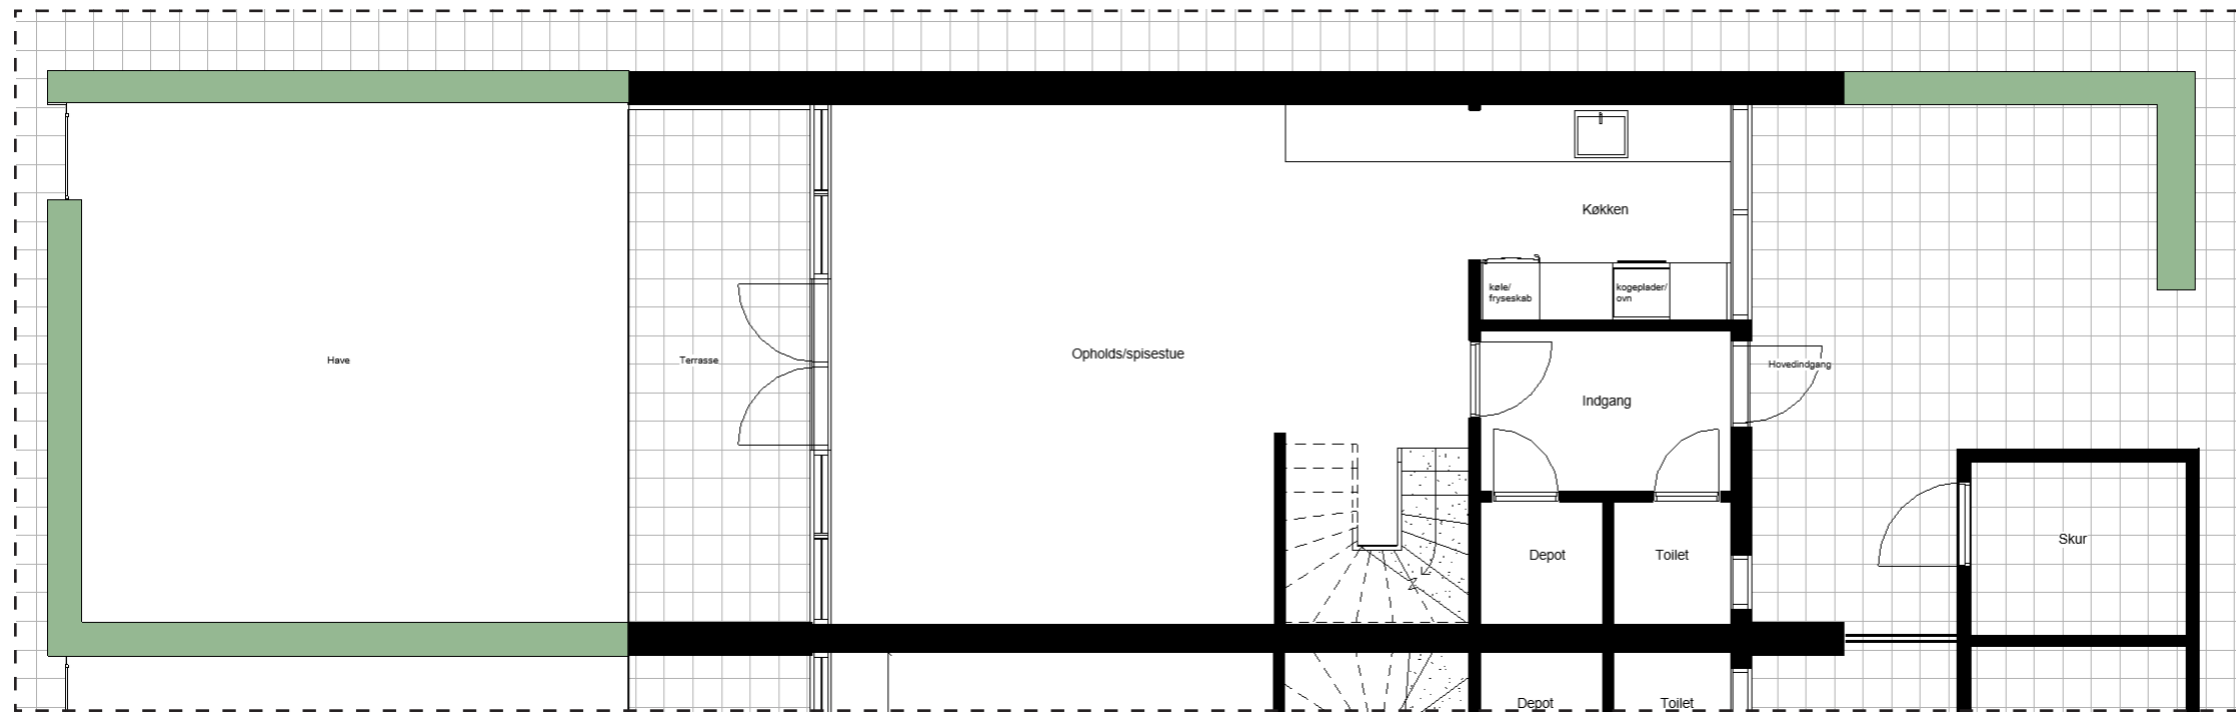 Køkken
køle/
fryseskab
kogeplader/
ovn
Have
Terrasse
Opholds/spisestue
Hovedindgang
Indgang
Depot
Toilet
Skur
Depot
Toilet